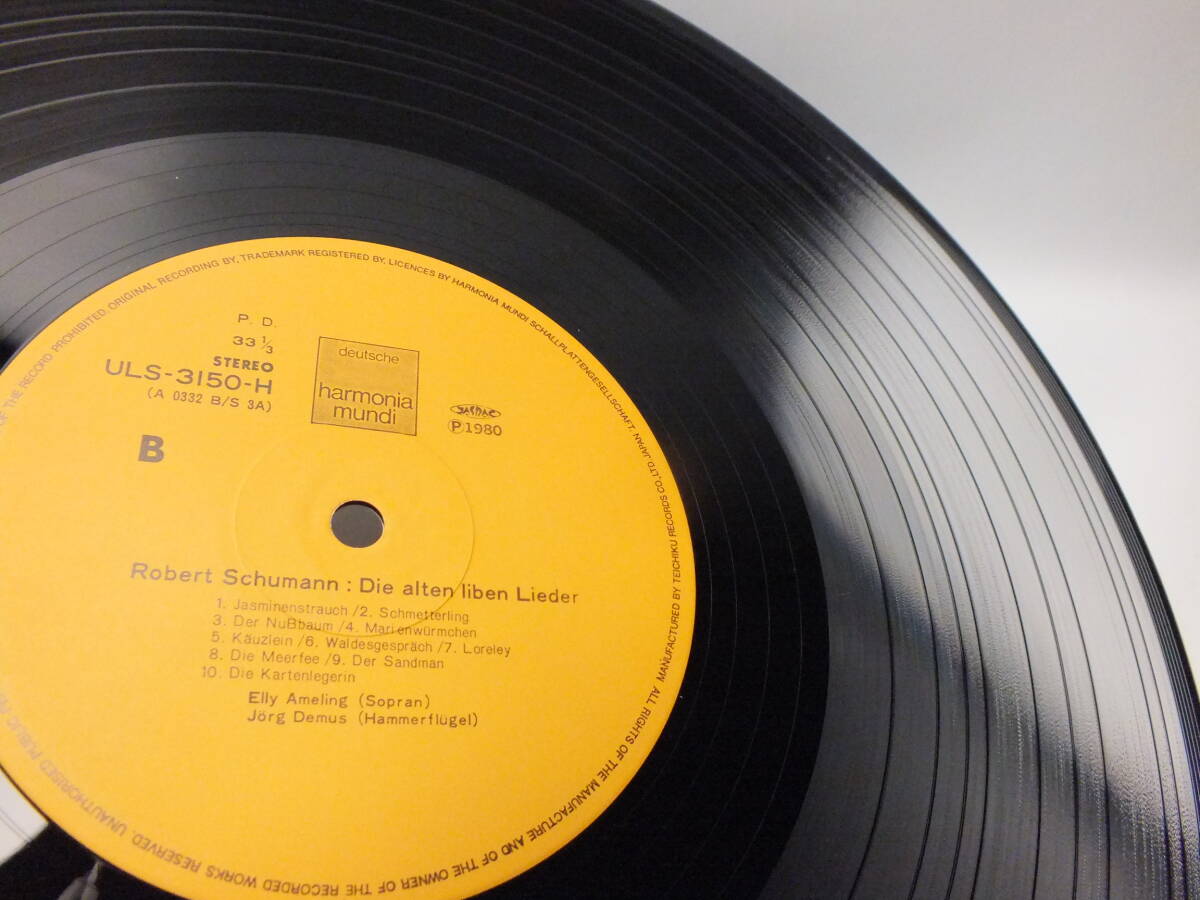 P. D.
33 1/3
STEREO
ULS-3150-H
(A 0332 B/S 3A)
B
deutsche
harmonia
mundi
JASRAC
Ⓟ1980
Robert Schumann : Die alten liben Lieder
1. Jasminenstrauch /2. Schmetterling
3. Der Nußbaum /4. Marienwürmchen
5. Käuzlein /6. Waldesgespräch /7. Loreley
8. Die Meerfee /9. Der Sandman
10. Die Kartenlegerin
Elly Ameling (Sopran)
Jörg Demus (Hammerflügel)
OF THE RECORD PROHIBITED. ORIGINAL RECORDING BY, TRADEMARK REGISTERED BY, LICENCES BY HARMONIA MUNDI SCHALLPLATTENGESELLSCHAFT. MANUFACTURED BY TEICHIKU RECORDS CO., LTD. JAPAN. ALL RIGHTS OF THE MANUFACTURE AND OF THE OWNER OF THE RECORDED WORKS RESERVED. UNAUTHORISED PUBLIC